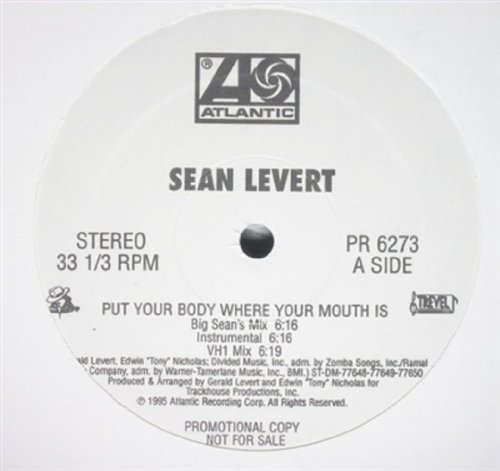 ®
ATLANTIC
SEAN LEVERT
STEREO
33 1/3 RPM
PR 6273
A SIDE
TREVEL
PUT YOUR BODY WHERE YOUR MOUTH IS
Big Sean's Mix 6:16
Instrumental 6:16
VH1 Mix 6:19
Levert, Edwin "Tony" Nicholas; Divided Music, Inc., adm. by Zomba Songs, Inc./Ramal
Company, adm. by Warner-Tamerlane Music, Inc., BMI.) ST-DM-77648-77649-77650
Produced & Arranged by Gerald Levert and Edwin "Tony" Nicholas for
Trackhouse Productions, Inc.
℗ 1995 Atlantic Recording Corp. All Rights Reserved.
PROMOTIONAL COPY
NOT FOR SALE